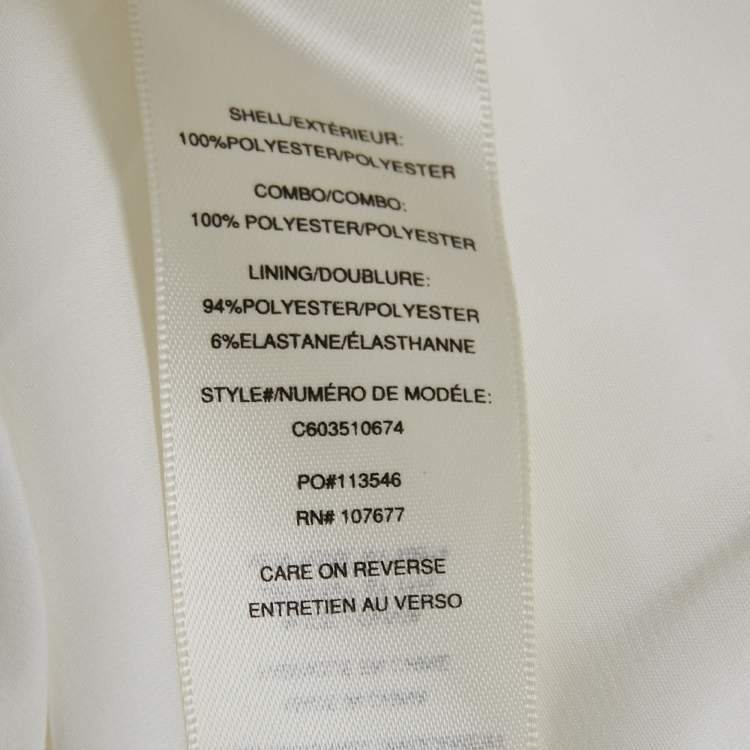 SHELL/EXTÉRIEUR:
100%POLYESTER/POLYESTER
COMBO/COMBO:
100% POLYESTER/POLYESTER
LINING/DOUBLURE:
94%POLYESTER/POLYESTER
6%ELASTANE/ÉLASTHANNE
STYLE#/NUMÉRO DE MODÉLE:
C603510674
PO#113546
RN# 107677
CARE ON REVERSE
ENTRETIEN AU VERSO